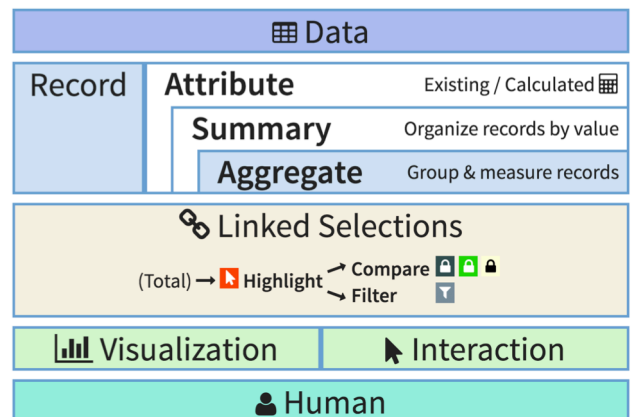 Data
Record
Attribute Existing / Calculated
Summary Organize records by value
Aggregate Group & measure records
Linked Selections
(Total) → Highlight
Compare
Filter
Visualization
Interaction
Human